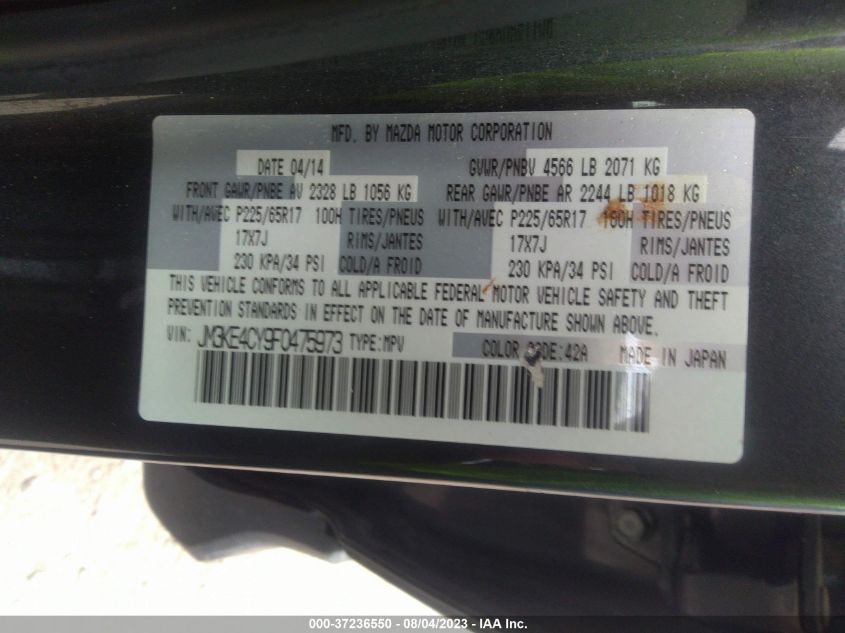 MFD. BY MAZDA MOTOR CORPORATION
DATE 04/14 GVWR/PNBV 4566 LB 2071 KG
FRONT GAWR/PNBE AV 2328 LB 1056 KG REAR GAWR/PNBE AR 2244 LB 1018 KG
WITH/AVEC P225/65R17 100H TIRES/PNEUS WITH/AVEC P225/65R17 100H TIRES/PNEUS
17X7J RIMS/JANTES 17X7J RIMS/JANTES
230 KPA/34 PSI COLD/A FROID 230 KPA/34 PSI COLD/A FROID
THIS VEHICLE CONFORMS TO ALL APPLICABLE FEDERAL MOTOR VEHICLE SAFETY AND THEFT
PREVENTION STANDARDS IN EFFECT ON THE DATE OF MANUFACTURE SHOWN ABOVE.
VIN: JM3KE4CY9F0475973 TYPE:MPV COLOR CODE:42A MADE IN JAPAN
000-37236550 - 08/04/2023 - IAA Inc.